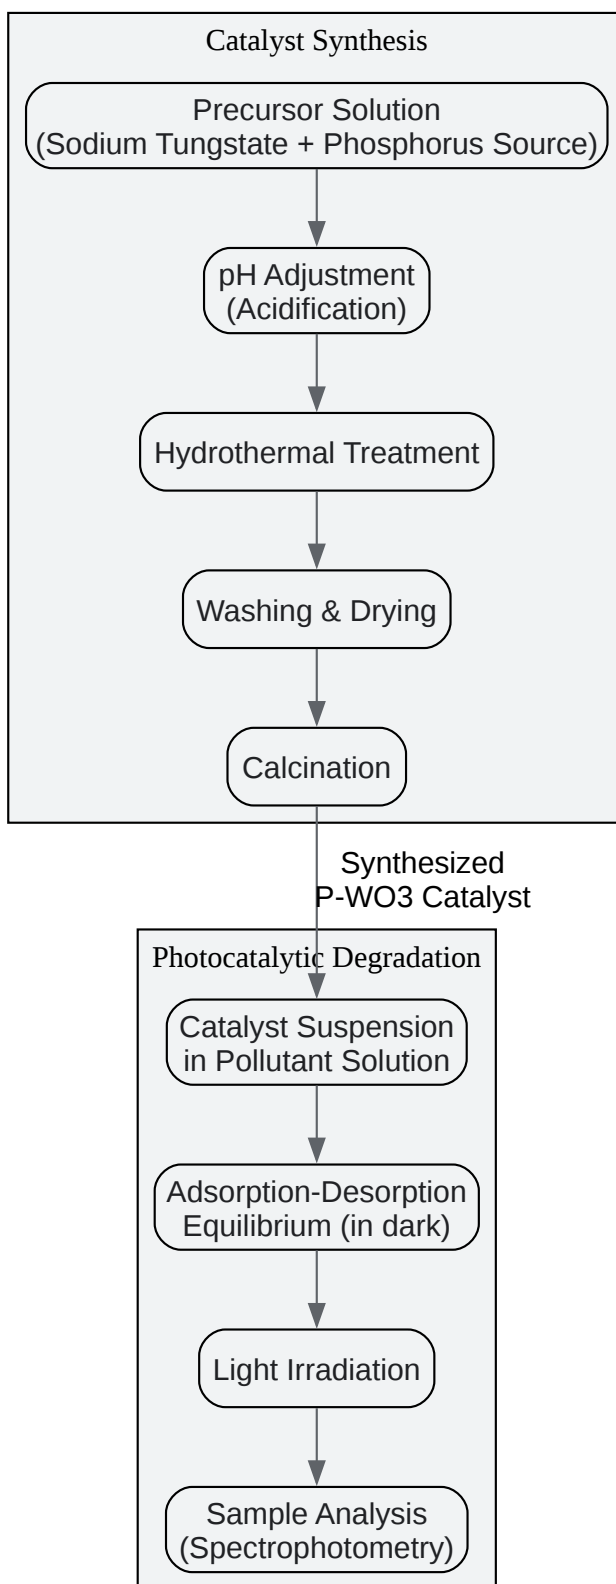 Catalyst Synthesis
Precursor Solution
(Sodium Tungstate + Phosphorus Source)
pH Adjustment
(Acidification)
Hydrothermal Treatment
Washing & Drying
Calcination
Synthesized
P-WO3 Catalyst
Photocatalytic Degradation
Catalyst Suspension
in Pollutant Solution
Adsorption-Desorption
Equilibrium (in dark)
Light Irradiation
Sample Analysis
(Spectrophotometry)